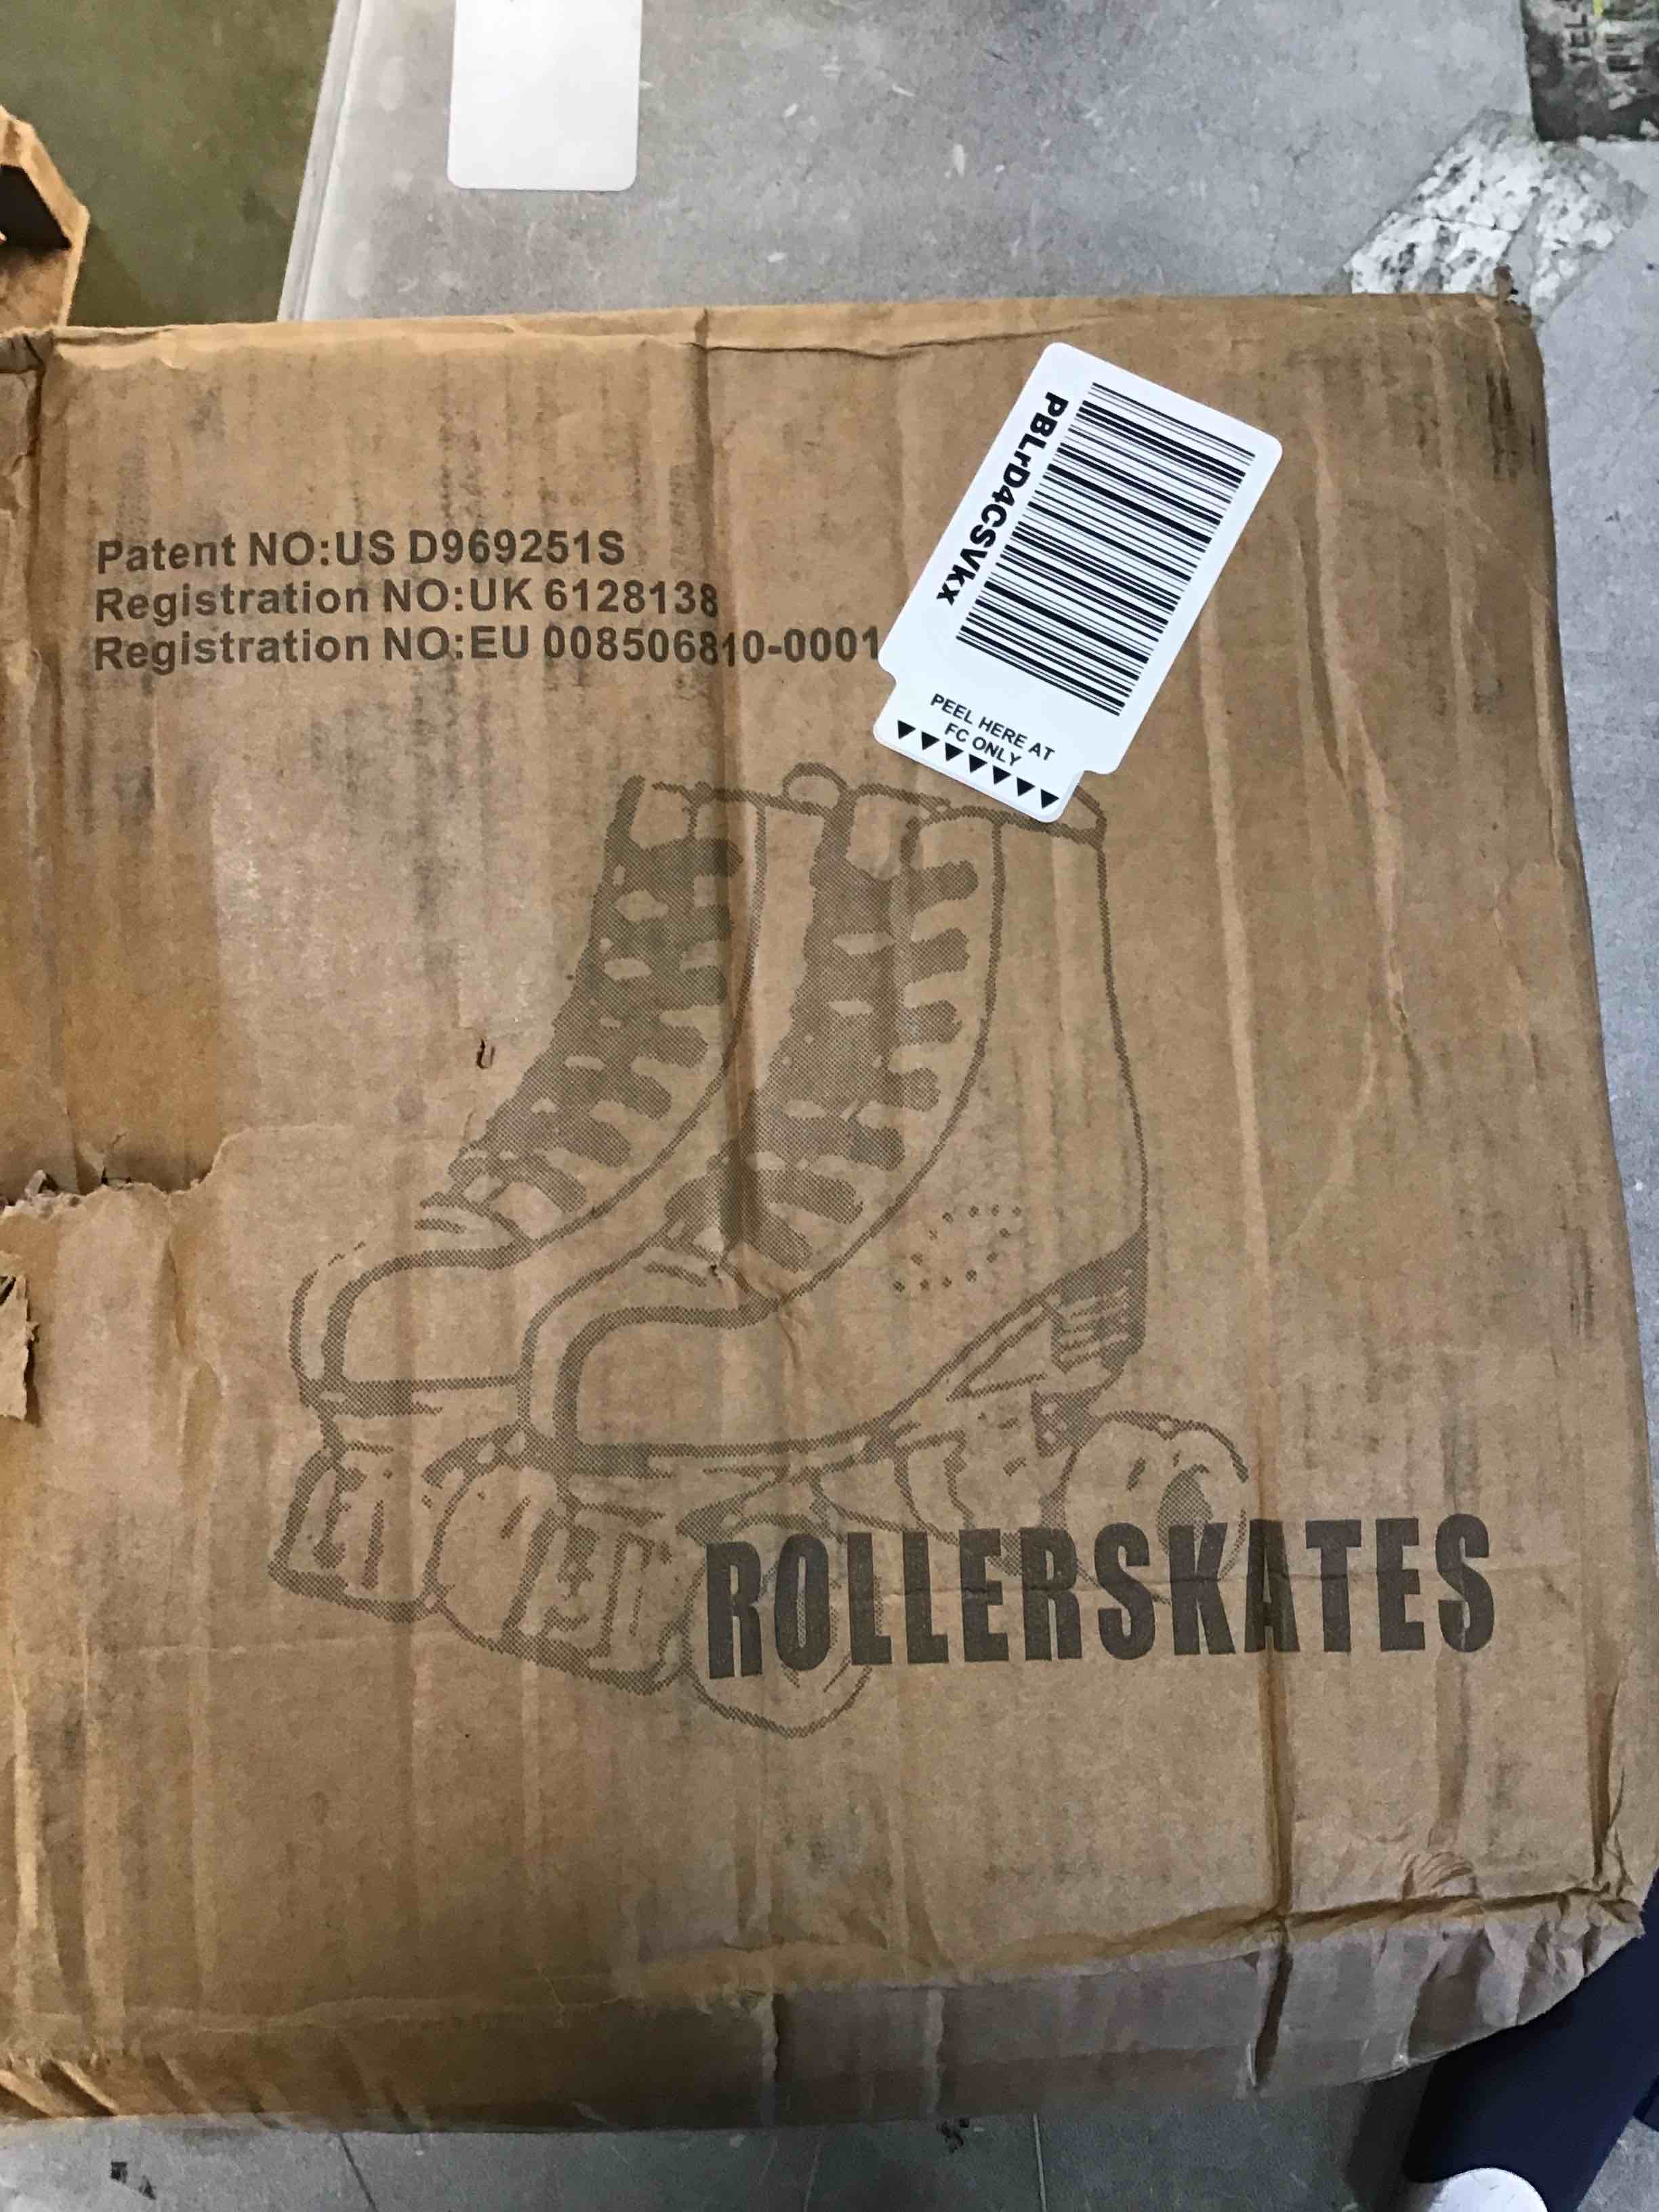 Patent NO:US D969251S
Registration NO:UK 6128138
Registration NO:EU 008506810-0001
PBLrD4CSVkx
PEEL HERE AT
FC ONLY
ROLLERSKATES